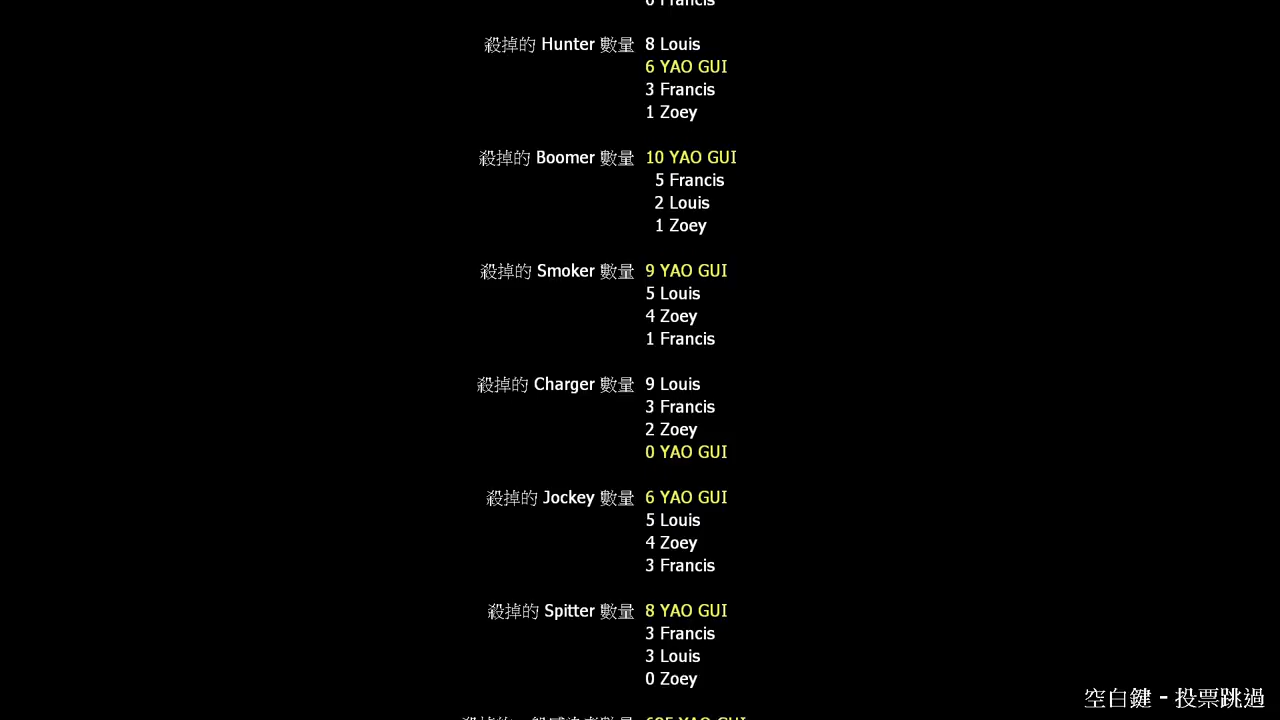 6 Francis
殺掉的 Hunter 數量 8 Louis
6 YAO GUI
3 Francis
1 Zoey
殺掉的 Boomer 數量 10 YAO GUI
5 Francis
2 Louis
1 Zoey
殺掉的 Smoker 數量 9 YAO GUI
5 Louis
4 Zoey
1 Francis
殺掉的 Charger 數量 9 Louis
3 Francis
2 Zoey
0 YAO GUI
殺掉的 Jockey 數量 6 YAO GUI
5 Louis
4 Zoey
3 Francis
殺掉的 Spitter 數量 8 YAO GUI
3 Francis
3 Louis
0 Zoey
空白鍵 - 投票跳過